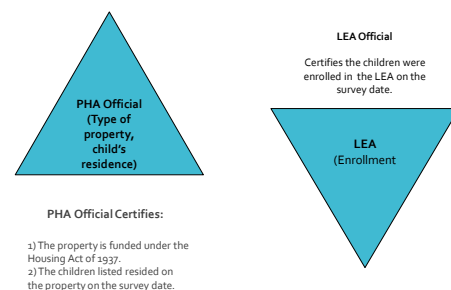 PHA Official
(Type of
property,
child's
residence)
PHA Official Certifies:
1) The property is funded under the
Housing Act of 1937.
2) The children listed resided on
the property on the survey date.
LEA Official
Certifies the children were
enrolled in the LEA on the
survey date.
LEA
(Enrollment